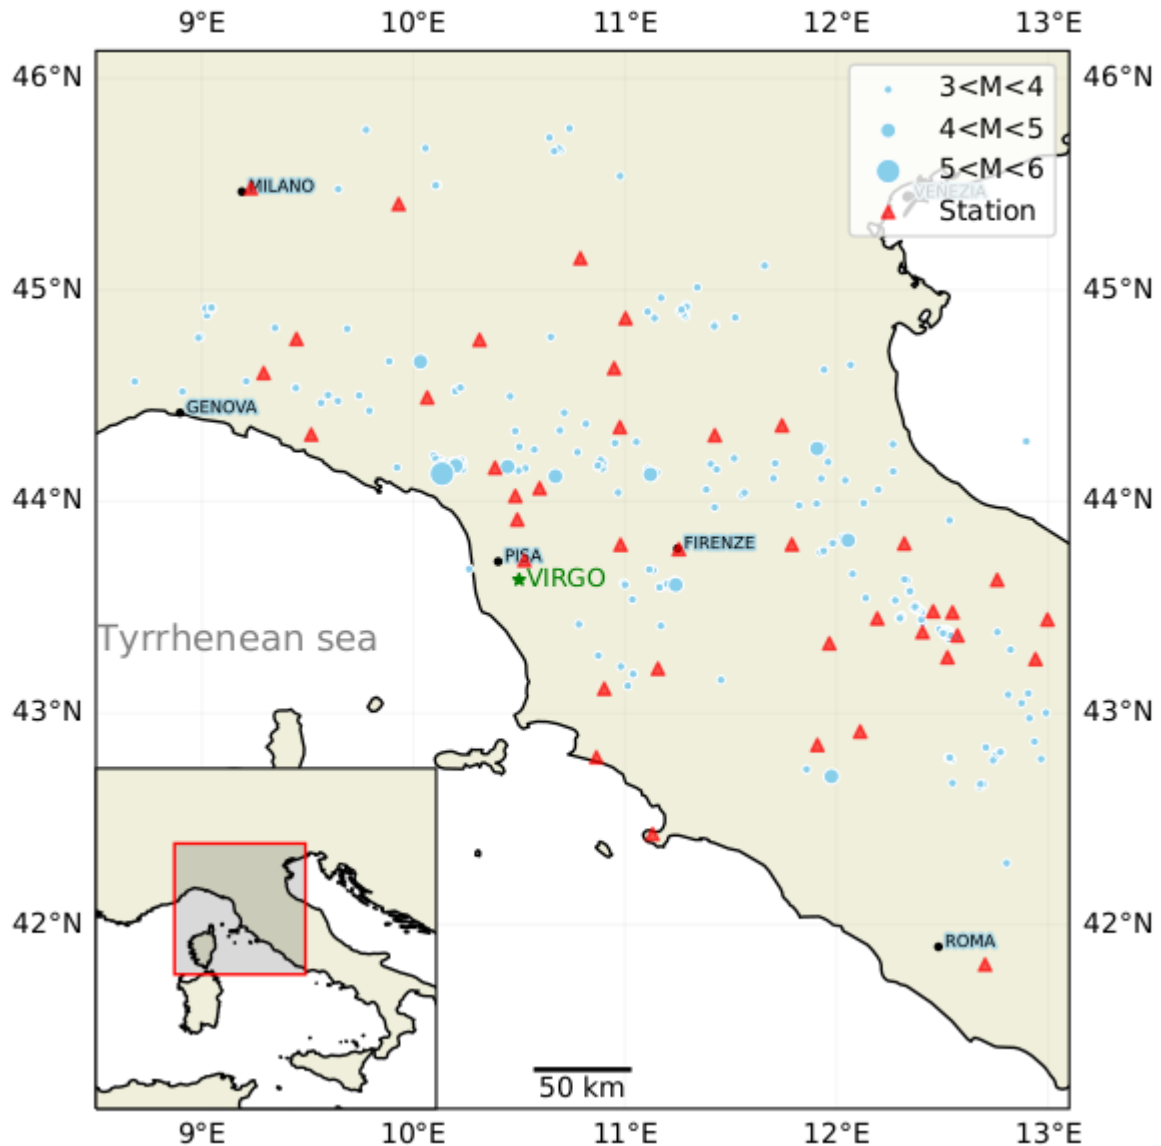 9°E 10°E 11°E 12°E 13°E
46°N 46°N
3<M<4
4<M<5
5<M<6
Station
VENEZIA
MILANO
45°N 45°N
GENOVA
44°N 44°N
FIRENZE
PISA
VIRGO
Tyrrhenean sea
43°N 43°N
42°N 42°N
ROMA
50 km
9°E 10°E 11°E 12°E 13°E